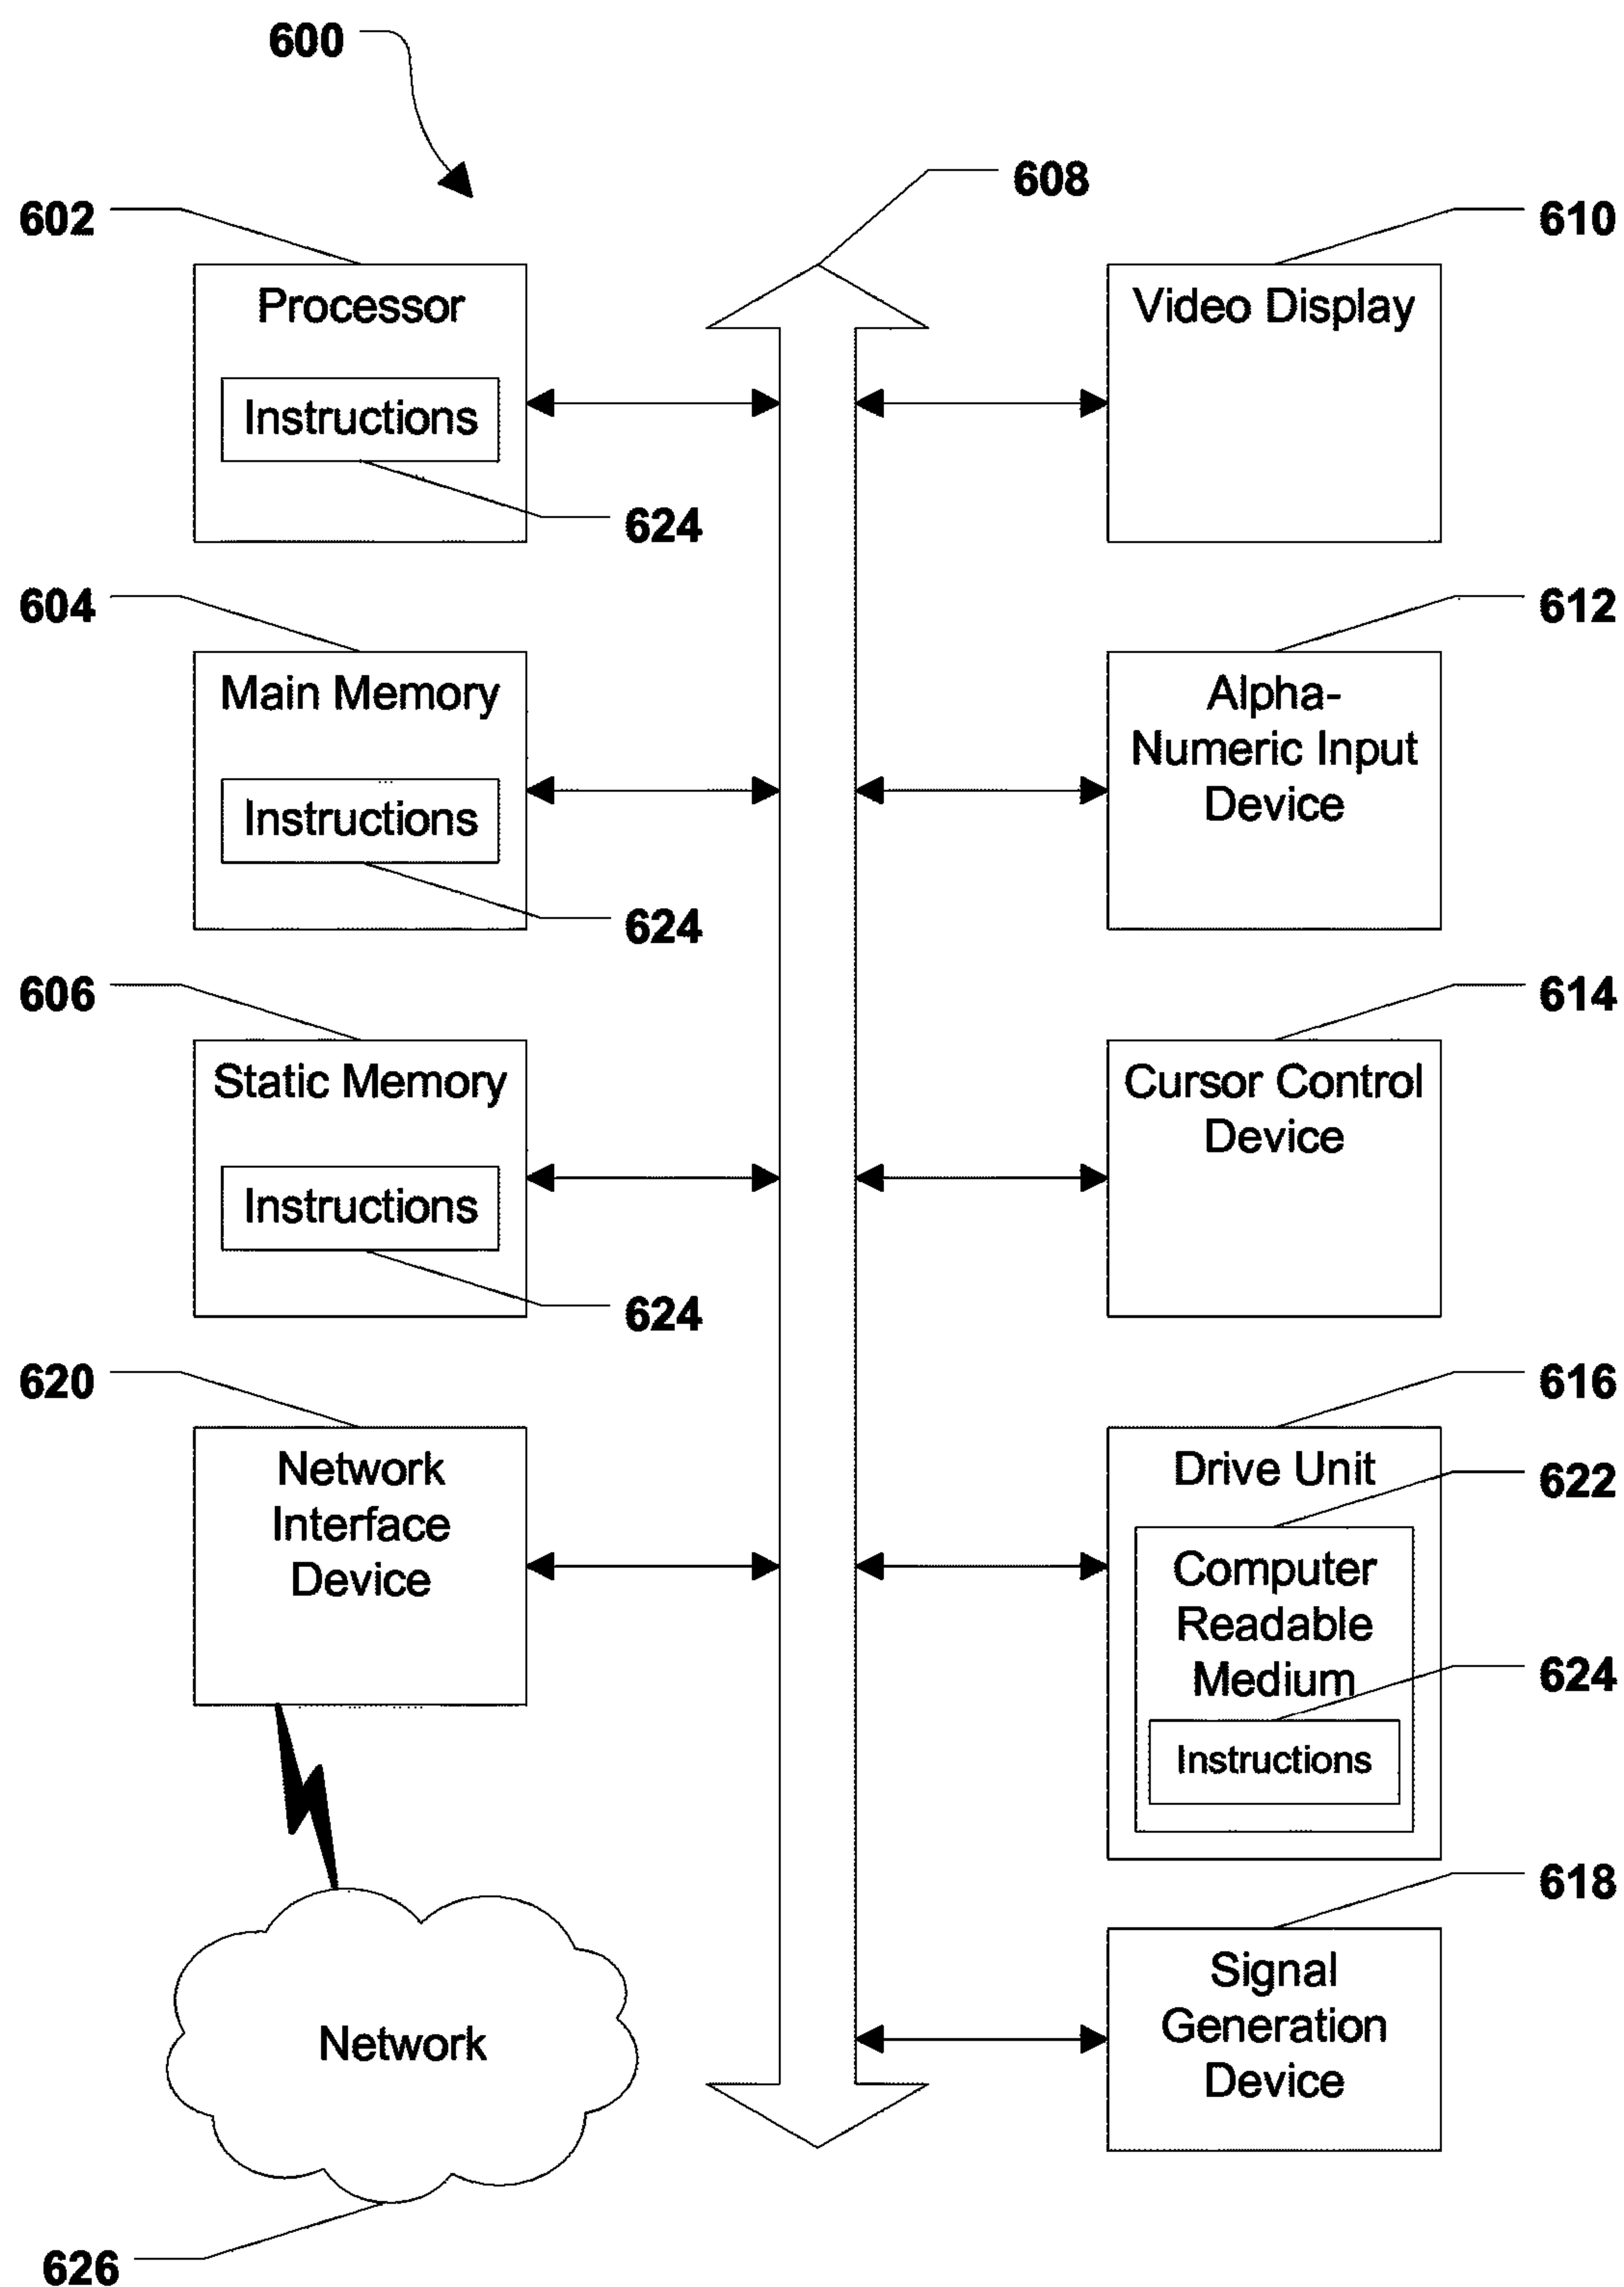 600
608
602
Processor
Instructions
624
610
Video Display
604
Main Memory
Instructions
624
612
Alpha-
Numeric Input
Device
606
Static Memory
Instructions
624
614
Cursor Control
Device
620
Network
Interface
Device
616
Drive Unit
622
Computer
Readable
Medium
624
Instructions
618
Signal
Generation
Device
Network
626